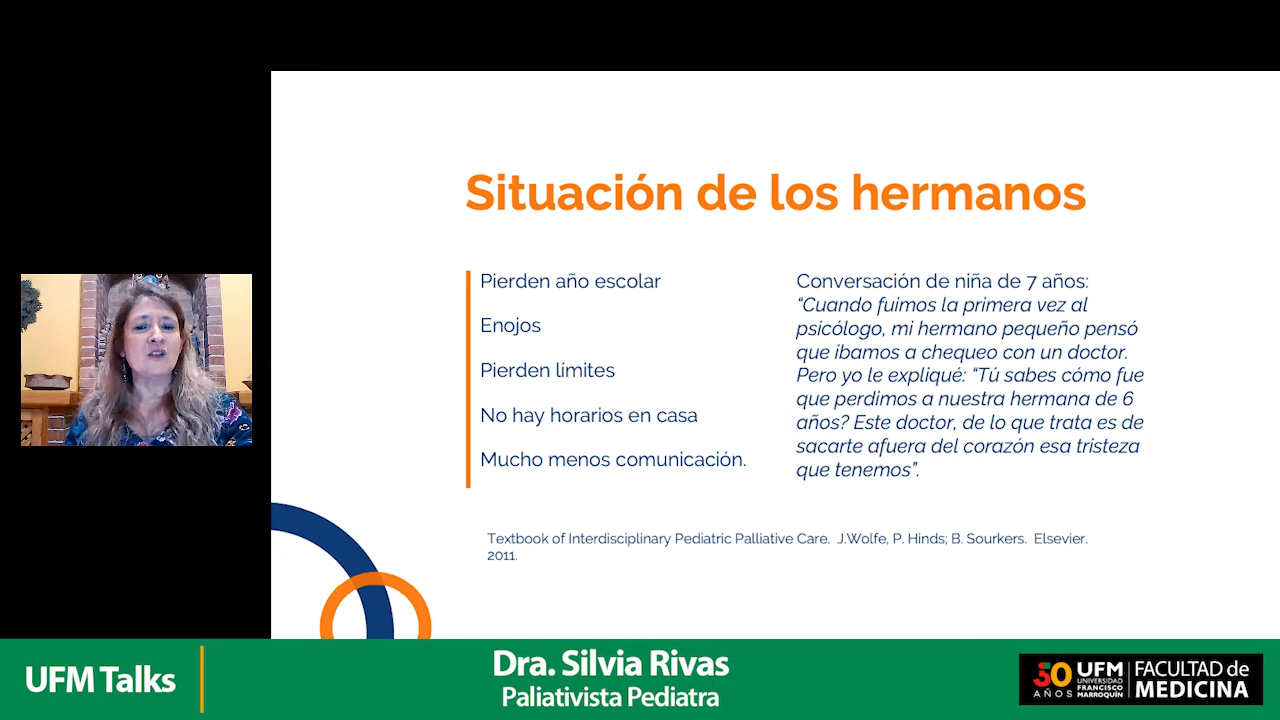 Situación de los hermanos
Pierden año escolar
Enojos
Pierden límites
No hay horarios en casa
Mucho menos comunicación.
Conversación de niña de 7 años:
“Cuando fuimos la primera vez al
psicólogo, mi hermano pequeño pensó
que íbamos a chequeo con un doctor.
Pero yo le expliqué: “Tú sabes cómo fue
que perdimos a nuestra hermana de 6
años? Este doctor, de lo que trata es de
sacarte afuera del corazón esa tristeza
que tenemos”.
Textbook of Interdisciplinary Pediatric Palliative Care. J.Wolfe, P. Hinds; B. Sourkers. Elsevier.
2011.
UFM Talks
Dra. Silvia Rivas
Paliativista Pediatra
50
AÑOS
UFM
UNIVERSIDAD
FRANCISCO
MARROQUÍN
FACULTAD de
MEDICINA